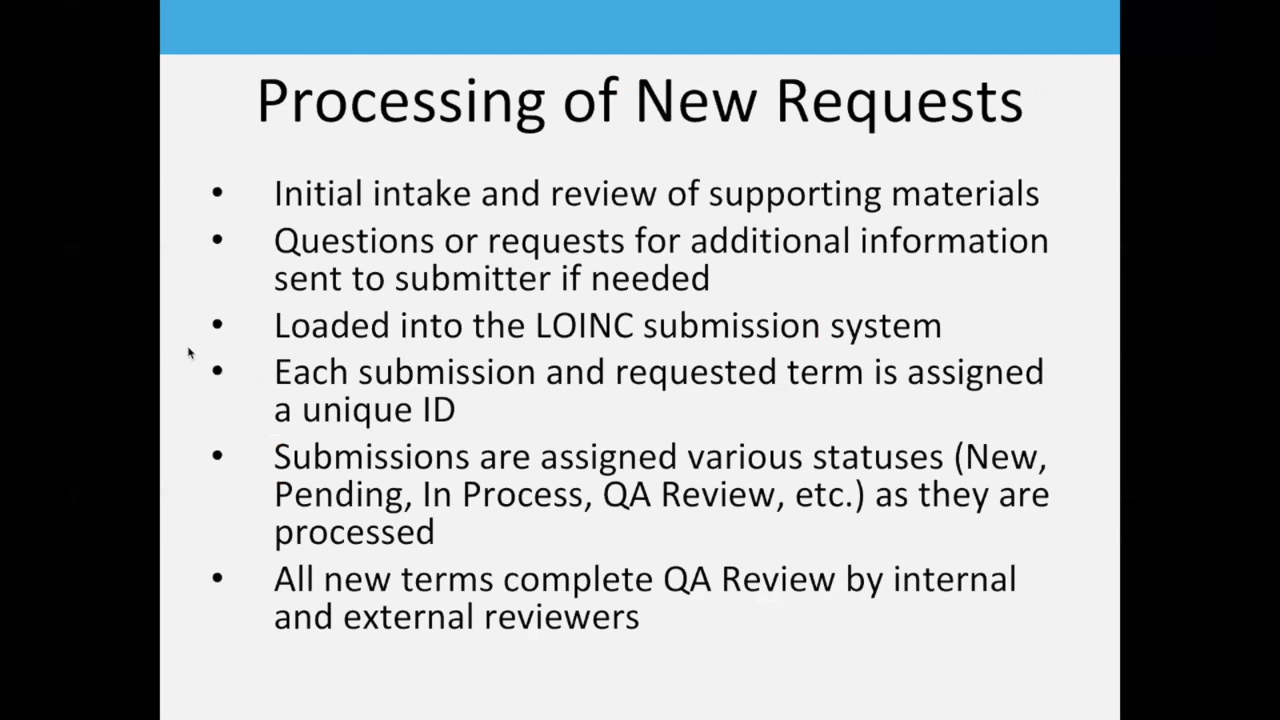 Processing of New Requests
• Initial intake and review of supporting materials
• Questions or requests for additional information
sent to submitter if needed
• Loaded into the LOINC submission system
• Each submission and requested term is assigned
a unique ID
• Submissions are assigned various statuses (New,
Pending, In Process, QA Review, etc.) as they are
processed
• All new terms complete QA Review by internal
and external reviewers